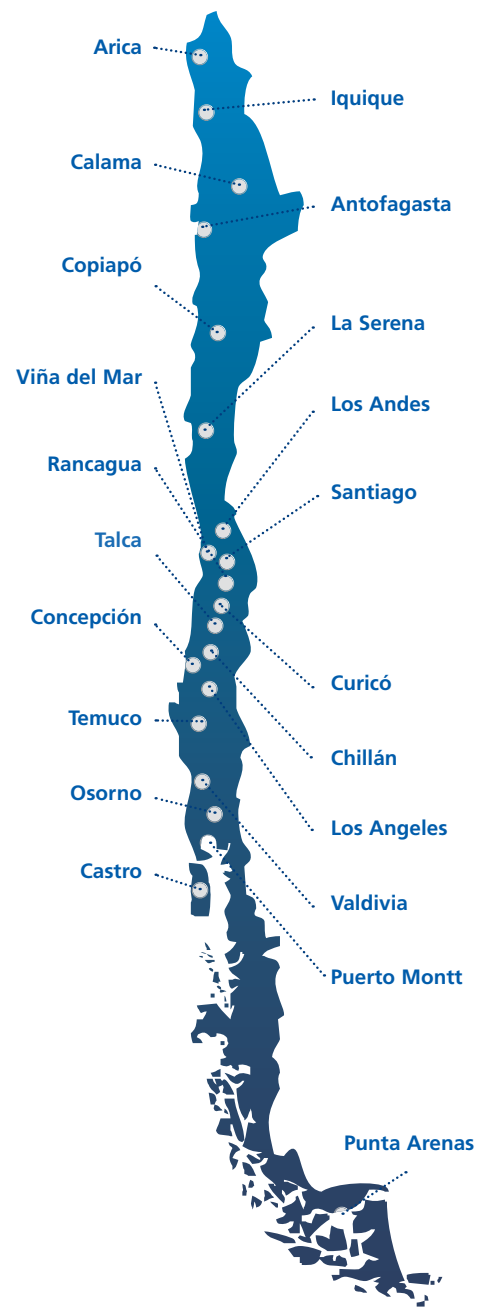 Arica
Iquique
Calama
Antofagasta
Copiapó
La Serena
Viña del Mar
Los Andes
Rancagua
Santiago
Talca
Concepción
Curicó
Temuco
Chillán
Osorno
Los Angeles
Castro
Valdivia
Puerto Montt
Punta Arenas